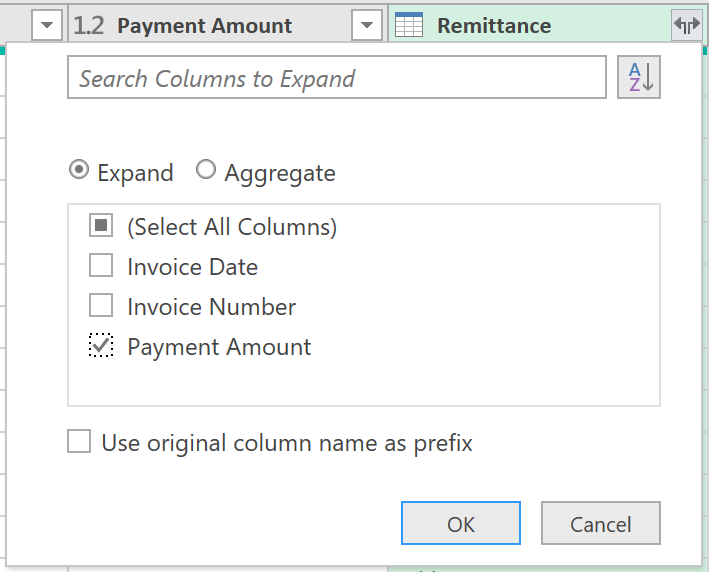 1.2 Payment Amount Remittance
Search Columns to Expand
A
Z
Expand Aggregate
(Select All Columns)
Invoice Date
Invoice Number
Payment Amount
Use original column name as prefix
OK Cancel